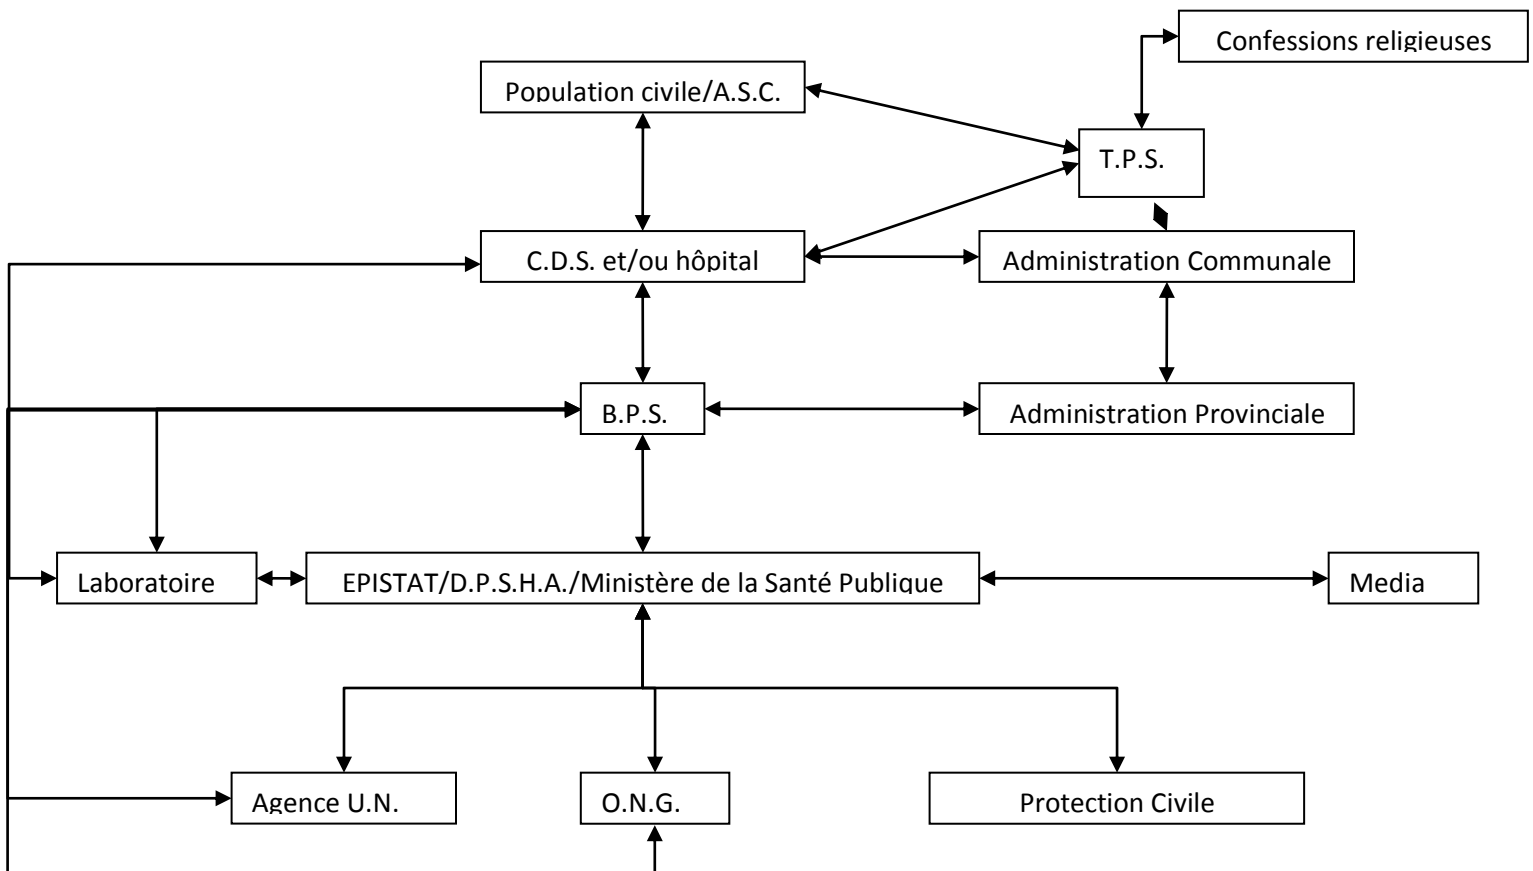 Confessions religieuses
Population civile/A.S.C.
T.P.S.
C.D.S. et/ou hôpital
Administration Communale
B.P.S.
Administration Provinciale
Laboratoire
EPISTAT/D.P.S.H.A./Ministère de la Santé Publique
Media
Agence U.N.
O.N.G.
Protection Civile